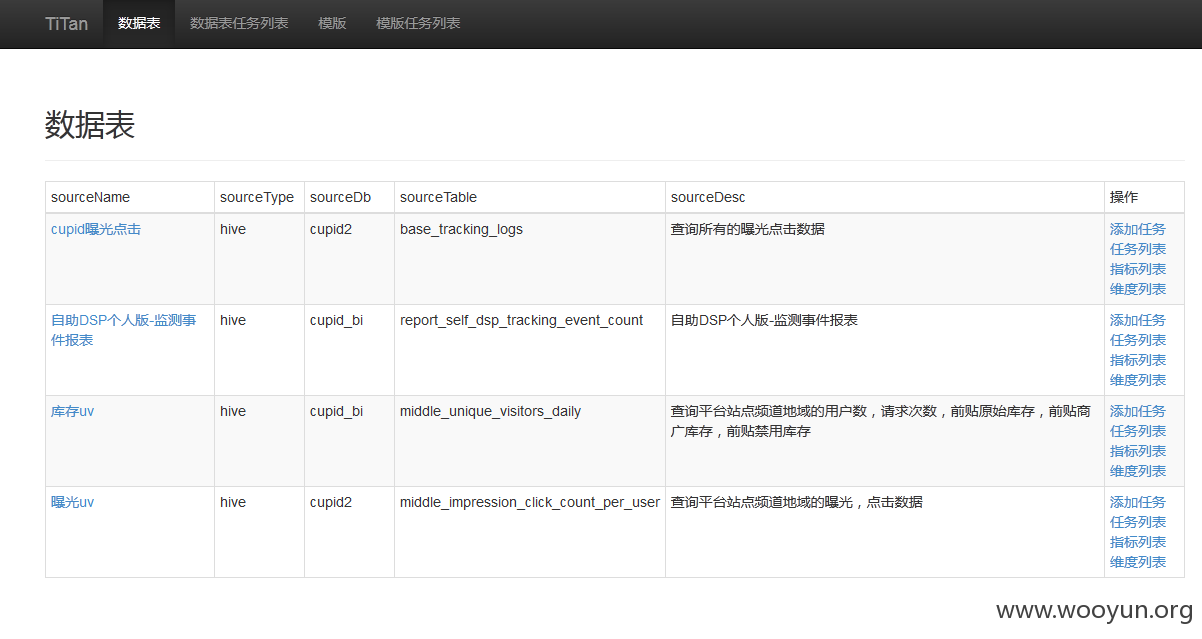 TiTan 数据表 数据表任务列表 模版 模版任务列表
数据表
sourceName sourceType sourceDb sourceTable sourceDesc 操作
cupid曝光点击 hive cupid2 base_tracking_logs 查询所有的曝光点击数据 添加任务
任务列表
指标列表
维度列表
自助DSP个人版-监测事 hive cupid_bi report_self_dsp_tracking_event_count 自助DSP个人版-监测事件报表 添加任务
件报表 任务列表
指标列表
维度列表
库存uv hive cupid_bi middle_unique_visitors_daily 查询平台站点频道地域的用户数，请求次数，前贴原始库存，前贴商 添加任务
广库存，前贴禁用库存 任务列表
指标列表
维度列表
曝光uv hive cupid2 middle_impression_click_count_per_user 查询平台站点频道地域的曝光，点击数据 添加任务
任务列表
指标列表
维度列表
www.wooyun.org